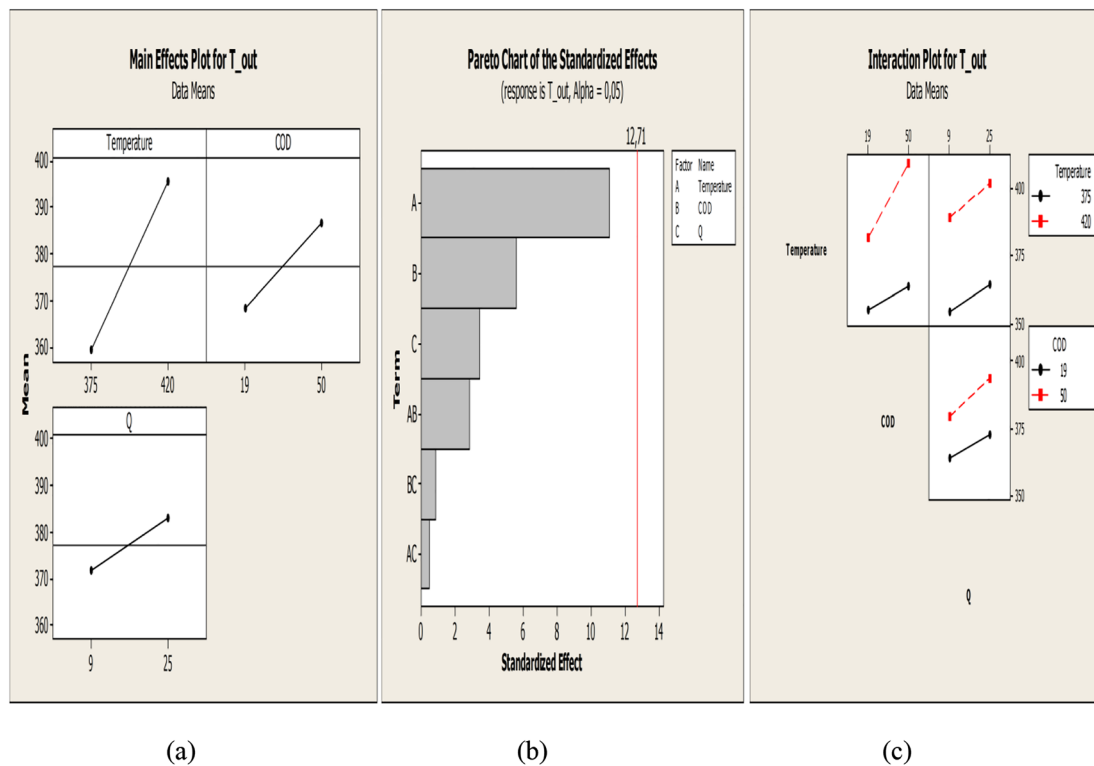 Main Effects Plot for T_out
Data Means
Temperature COD
400
390
380
370
360
375 420 19 50
Q
400
390
380
370
360
9 25
Mean
Pareto Chart of the Standardized Effects
(response is T_out, Alpha = 0,05)
12,71
Factor Name
A Temperature
B COD
C Q
A
B
C
AB
BC
AC
Term
0 2 4 6 8 10 12 14
Standardized Effect
Interaction Plot for T_out
Data Means
19 50 9 25
Temperature
400
375
350
Temperature
375
420
COD
400
375
350
COD
19
50
Q
(a) (b) (c)